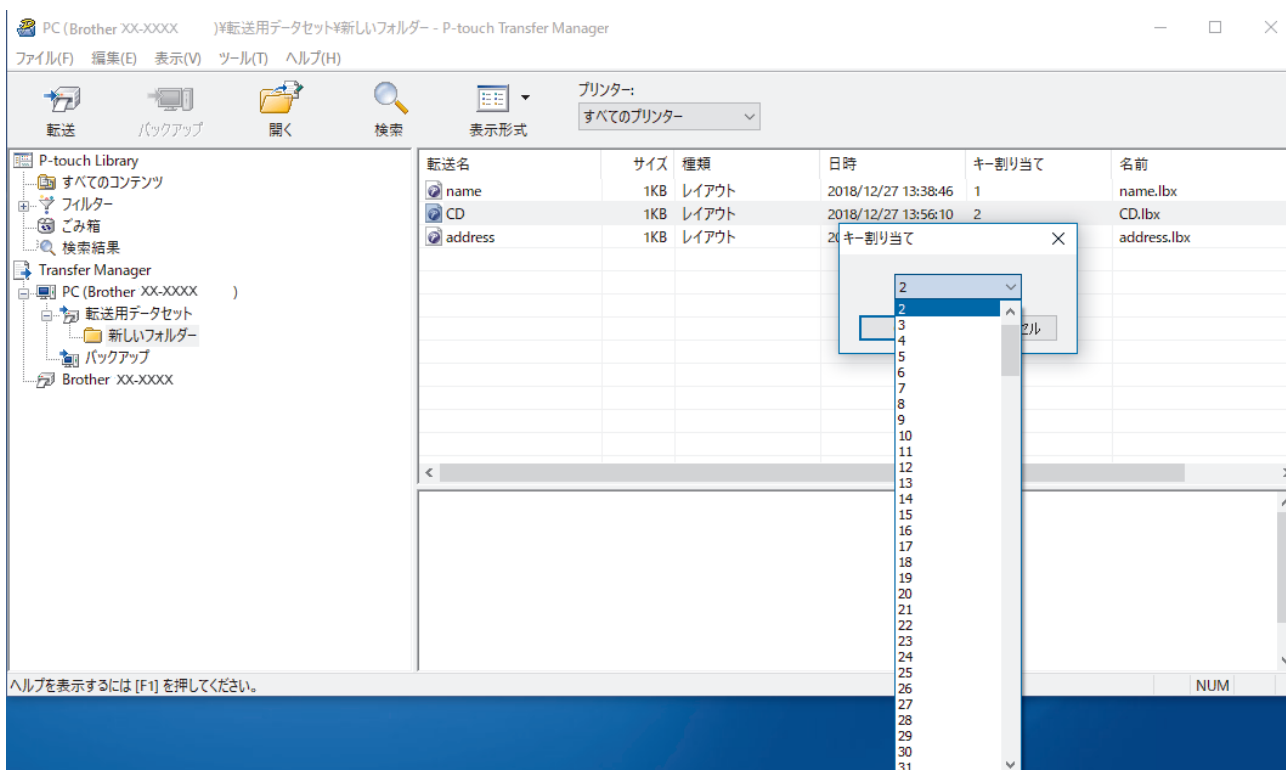 PC (Brother XX-XXXX )¥転送用データセット¥新しいフォルダー - P-touch Transfer Manager
ファイル(F) 編集(E) 表示(V) ツール(T) ヘルプ(H)
プリンター:
すべてのプリンター
転送 バックアップ 開く 検索 表示形式
P-touch Library
すべてのコンテンツ
フィルター
ごみ箱
検索結果
Transfer Manager
PC (Brother XX-XXXX )
転送用データセット
新しいフォルダー
バックアップ
Brother XX-XXXX
転送名 サイズ 種類 日時 キー割り当て 名前
name 1KB レイアウト 2018/12/27 13:38:46 1 name.lbx
CD 1KB レイアウト 2018/12/27 13:56:10 2 CD.lbx
address 1KB レイアウト address.lbx
キー割り当て
2
2
3
4
5
6
7
8
9
10
11
12
13
14
15
16
17
18
19
20
21
22
23
24
25
26
27
28
29
30
31
ヘルプを表示するには [F1] を押してください。
NUM